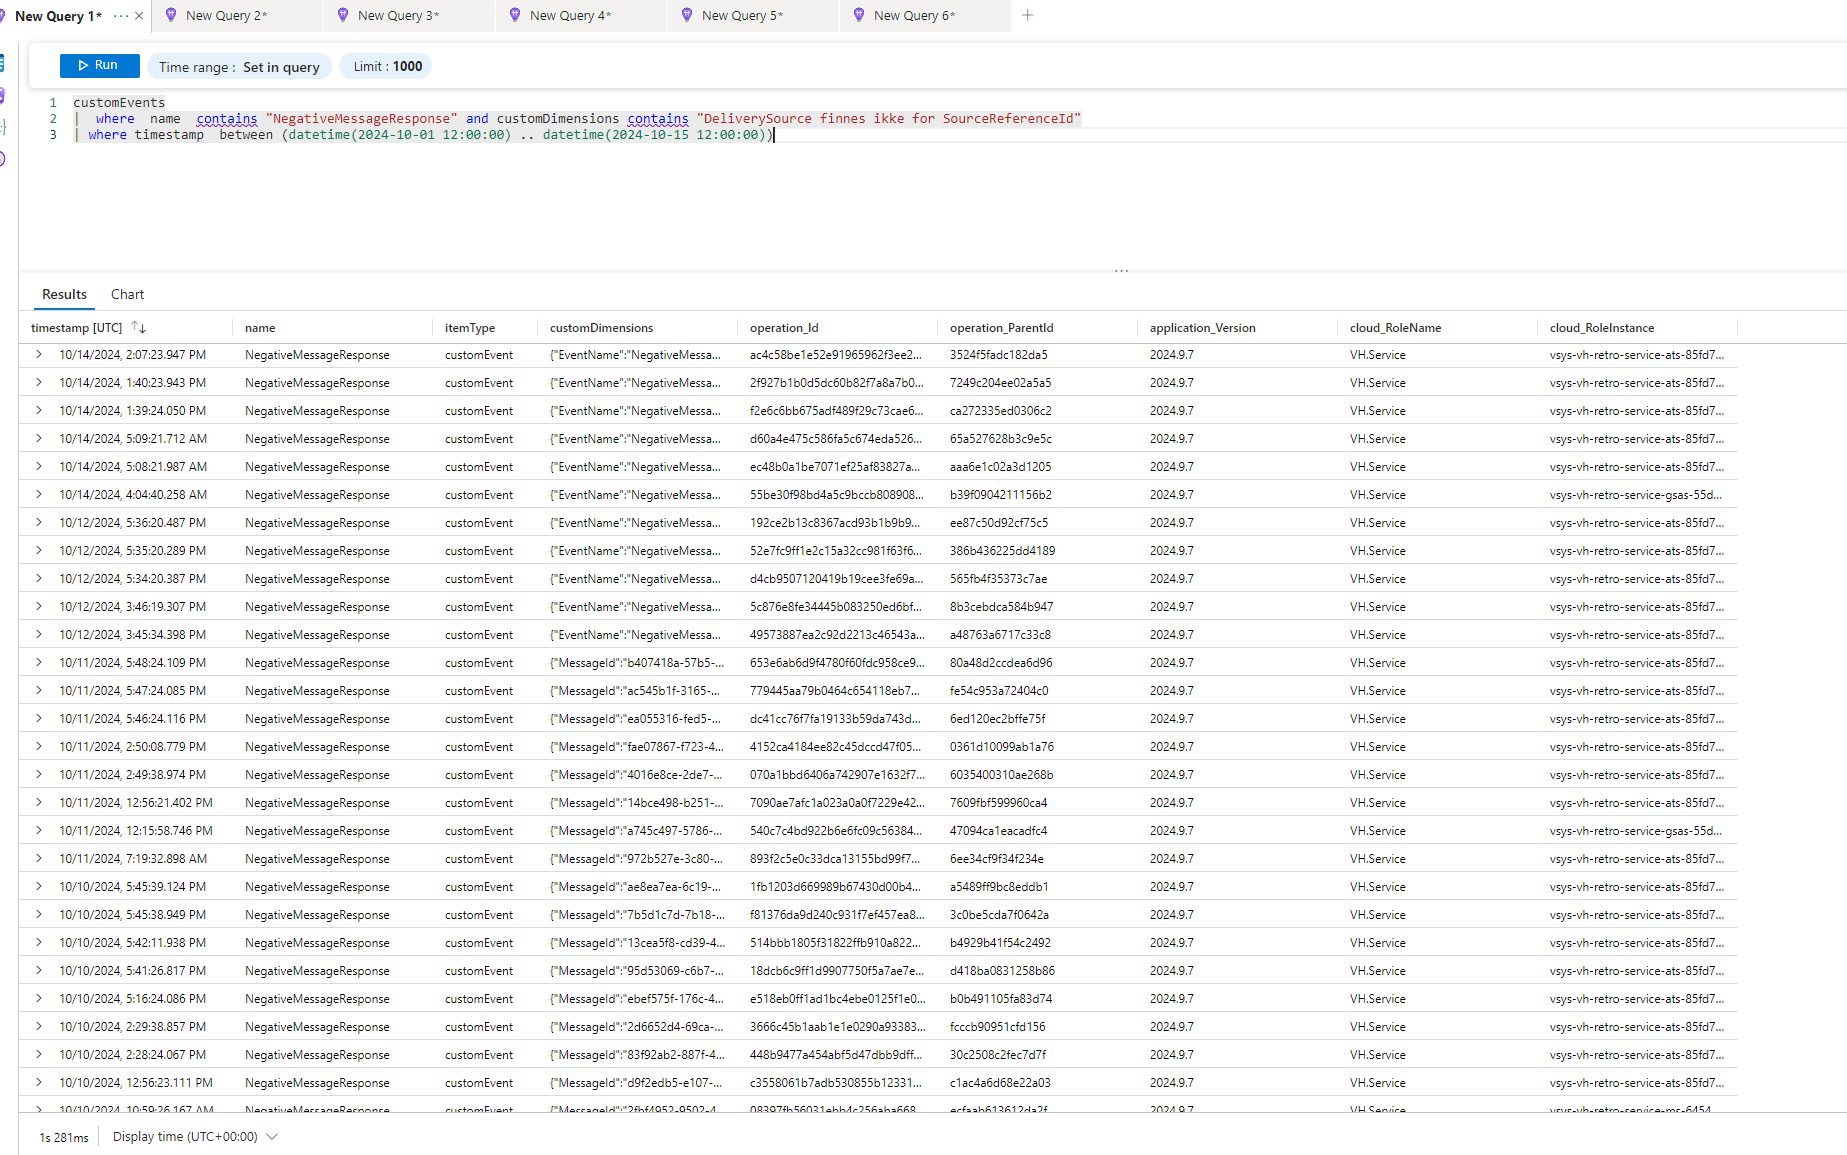 New Query 1* ··· ×
New Query 2*
New Query 3*
New Query 4*
New Query 5*
New Query 6*
+
Run
Time range : Set in query
Limit : 1000
1 customEvents
2 | where name contains "NegativeMessageResponse" and customDimensions contains "DeliverySource finnes ikke for SourceReferenceId"
3 | where timestamp between (datetime(2024-10-01 12:00:00) .. datetime(2024-10-15 12:00:00))
...
Results Chart
timestamp [UTC] name itemType customDimensions operation_Id operation_ParentId application_Version cloud_RoleName cloud_RoleInstance
10/14/2024, 2:07:23.947 PM NegativeMessageResponse customEvent {"EventName":"NegativeMessa... ac4c58be1e52e91965962f3ee2... 3524f5fadc182da5 2024.9.7 VH.Service vsys-vh-retro-service-ats-85fd7...
10/14/2024, 1:40:23.943 PM NegativeMessageResponse customEvent {"EventName":"NegativeMessa... 2f927b1b0d5dc60b82f7a8a7b0... 7249c204ee02a5a5 2024.9.7 VH.Service vsys-vh-retro-service-ats-85fd7...
10/14/2024, 1:39:24.050 PM NegativeMessageResponse customEvent {"EventName":"NegativeMessa... f2e6c6bb675adf489f29c73cae6... ca272335ed0306c2 2024.9.7 VH.Service vsys-vh-retro-service-ats-85fd7...
10/14/2024, 5:09:21.712 AM NegativeMessageResponse customEvent {"EventName":"NegativeMessa... d60a4e475c586fa5c674eda526... 65a527628b3c9e5c 2024.9.7 VH.Service vsys-vh-retro-service-ats-85fd7...
10/14/2024, 5:08:21.987 AM NegativeMessageResponse customEvent {"EventName":"NegativeMessa... ec48b0a1be7071ef25af83827a... aaa6e1c02a3d1205 2024.9.7 VH.Service vsys-vh-retro-service-ats-85fd7...
10/14/2024, 4:04:40.258 AM NegativeMessageResponse customEvent {"EventName":"NegativeMessa... 55be30f98bd4a5c9bccb808908... b39f0904211156b2 2024.9.7 VH.Service vsys-vh-retro-service-gsas-55d...
10/12/2024, 5:36:20.487 PM NegativeMessageResponse customEvent {"EventName":"NegativeMessa... 192ce2b13c8367acd93b1b9b9... ee87c50d92cf75c5 2024.9.7 VH.Service vsys-vh-retro-service-ats-85fd7...
10/12/2024, 5:35:20.289 PM NegativeMessageResponse customEvent {"EventName":"NegativeMessa... 52e7fc9ff1e2c15a32cc981f63f6... 386b436225dd4189 2024.9.7 VH.Service vsys-vh-retro-service-ats-85fd7...
10/12/2024, 5:34:20.387 PM NegativeMessageResponse customEvent {"EventName":"NegativeMessa... d4cb9507120419b19cee3fe69a... 565fb4f35373c7ae 2024.9.7 VH.Service vsys-vh-retro-service-ats-85fd7...
10/12/2024, 3:46:19.307 PM NegativeMessageResponse customEvent {"EventName":"NegativeMessa... 5c876e8fe34445b083250ed6bf... 8b3cebdca584b947 2024.9.7 VH.Service vsys-vh-retro-service-ats-85fd7...
10/12/2024, 3:45:34.398 PM NegativeMessageResponse customEvent {"EventName":"NegativeMessa... 49573887ea2c92d2213c46543a... a48763a6717c33c8 2024.9.7 VH.Service vsys-vh-retro-service-ats-85fd7...
10/11/2024, 5:48:24.109 PM NegativeMessageResponse customEvent {"MessageId":"b407418a-57b5-... 653e6ab6d9f4780f60fdc958ce9... 80a48d2ccdea6d96 2024.9.7 VH.Service vsys-vh-retro-service-ats-85fd7...
10/11/2024, 5:47:24.085 PM NegativeMessageResponse customEvent {"MessageId":"ac545b1f-3165-... 779445aa79b0464c654118eb7... fe54c953a72404c0 2024.9.7 VH.Service vsys-vh-retro-service-ats-85fd7...
10/11/2024, 5:46:24.116 PM NegativeMessageResponse customEvent {"MessageId":"ea055316-fed5-... dc41cc76f7fa19133b59da743d... 6ed120ec2bffe75f 2024.9.7 VH.Service vsys-vh-retro-service-ats-85fd7...
10/11/2024, 2:50:08.779 PM NegativeMessageResponse customEvent {"MessageId":"fae07867-f723-4... 4152ca4184ee82c45dccd47f05... 0361d10099ab1a76 2024.9.7 VH.Service vsys-vh-retro-service-ats-85fd7...
10/11/2024, 2:49:38.974 PM NegativeMessageResponse customEvent {"MessageId":"4016e8ce-2de7-... 070a1bbd6406a742907e1632f7... 6035400310ae268b 2024.9.7 VH.Service vsys-vh-retro-service-ats-85fd7...
10/11/2024, 12:56:21.402 PM NegativeMessageResponse customEvent {"MessageId":"14bce498-b251-... 7090ae7afc1a023a0a0f7229e42... 7609fbf599960ca4 2024.9.7 VH.Service vsys-vh-retro-service-ats-85fd7...
10/11/2024, 12:15:58.746 PM NegativeMessageResponse customEvent {"MessageId":"a745c497-5786-... 540c7c4bd922b6e6fc09c56384... 47094ca1eacadfc4 2024.9.7 VH.Service vsys-vh-retro-service-gsas-55d...
10/11/2024, 7:19:32.898 AM NegativeMessageResponse customEvent {"MessageId":"972b527e-3c80-... 893f2c5e0c33dca13155bd99f7... 6ee34cf9f34f234e 2024.9.7 VH.Service vsys-vh-retro-service-ats-85fd7...
10/10/2024, 5:45:39.124 PM NegativeMessageResponse customEvent {"MessageId":"ae8ea7ea-6c19-... 1fb1203d669989b67430d00b4... a5489ff9bc8eddb1 2024.9.7 VH.Service vsys-vh-retro-service-ats-85fd7...
10/10/2024, 5:45:38.949 PM NegativeMessageResponse customEvent {"MessageId":"7b5d1c7d-7b18-... f81376da9d240c931f7ef457ea8... 3c0be5cda7f0642a 2024.9.7 VH.Service vsys-vh-retro-service-ats-85fd7...
10/10/2024, 5:42:11.938 PM NegativeMessageResponse customEvent {"MessageId":"13cea5f8-cd39-4... 514bbb1805f31822ffb910a822... b4929b41f54c2492 2024.9.7 VH.Service vsys-vh-retro-service-ats-85fd7...
10/10/2024, 5:41:26.817 PM NegativeMessageResponse customEvent {"MessageId":"95d53069-c6b7-... 18dcb6c9ff1d9907750f5a7ae7e... d418ba0831258b86 2024.9.7 VH.Service vsys-vh-retro-service-ats-85fd7...
10/10/2024, 5:16:24.086 PM NegativeMessageResponse customEvent {"MessageId":"ebef575f-176c-4... e518eb0ff1ad1bc4ebe0125f1e0... b0b491105fa83d74 2024.9.7 VH.Service vsys-vh-retro-service-ats-85fd7...
10/10/2024, 2:29:38.857 PM NegativeMessageResponse customEvent {"MessageId":"2d6652d4-69ca-... 3666c45b1aab1e1e0290a93383... fcccb90951cfd156 2024.9.7 VH.Service vsys-vh-retro-service-ats-85fd7...
10/10/2024, 2:28:24.067 PM NegativeMessageResponse customEvent {"MessageId":"83f92ab2-887f-4... 448b9477a454abf5d47dbb9dff... 30c2508c2fec7d7f 2024.9.7 VH.Service vsys-vh-retro-service-ats-85fd7...
10/10/2024, 12:56:23.111 PM NegativeMessageResponse customEvent {"MessageId":"d9f2edb5-e107-... c3558061b7adb530855b12331... c1ac4a6d68e22a03 2024.9.7 VH.Service vsys-vh-retro-service-ats-85fd7...
10/10/2024, 10:59:26.167 AM NegativeMessageResponse customEvent {"MessageId":"2fbf4952-9502-4 2024.9.7 VH.Service vsys-vh-retro-service-ms-6454
1s 281ms Display time (UTC+00:00)